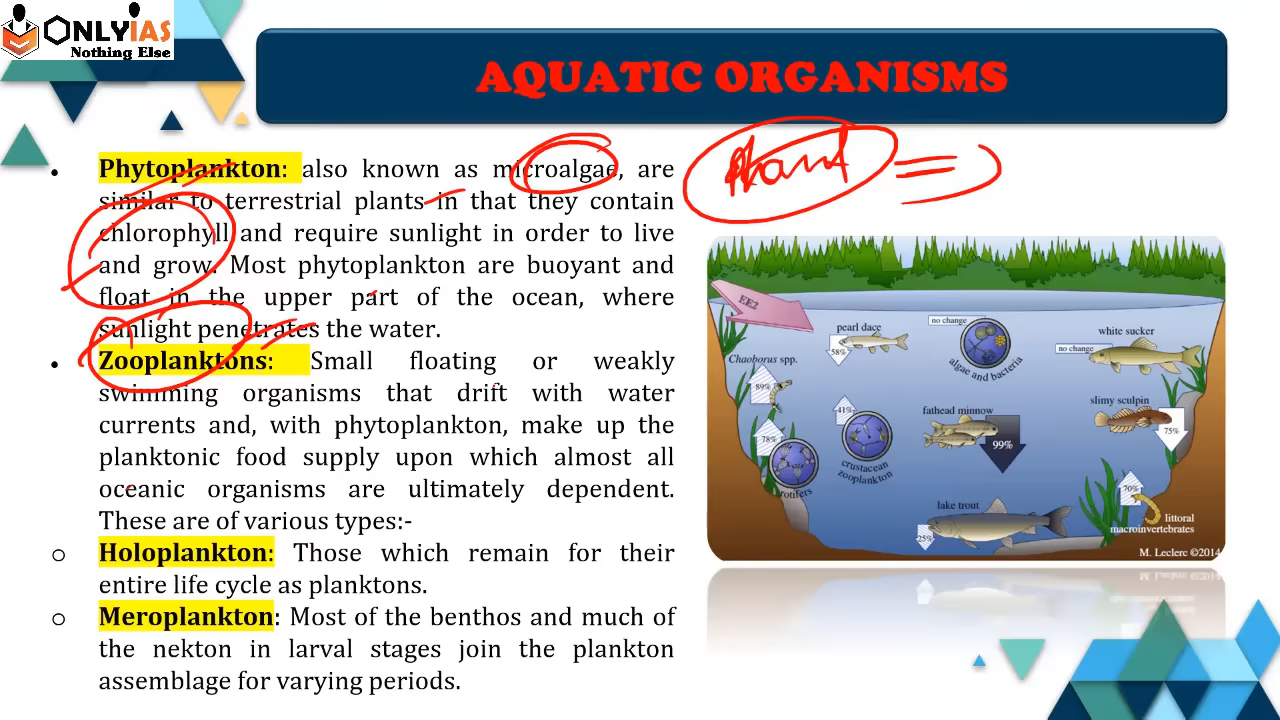 ONLYIAS
Nothing Else
AQUATIC ORGANISMS
• Phytoplankton: also known as microalgae, are
similar to terrestrial plants in that they contain
chlorophyll and require sunlight in order to live
and grow. Most phytoplankton are buoyant and
float in the upper part of the ocean, where
sunlight penetrates the water.
• Zooplanktons: Small floating or weakly
swimming organisms that drift with water
currents and, with phytoplankton, make up the
planktonic food supply upon which almost all
oceanic organisms are ultimately dependent.
These are of various types:-
o Holoplankton: Those which remain for their
entire life cycle as planktons.
o Meroplankton: Most of the benthos and much of
the nekton in larval stages join the plankton
assemblage for varying periods.
EE2
pearl dace
58%
no change
algae and bacteria
white sucker
no change
Chaoborus spp.
89%
41%
fathead minnow
99%
slimy sculpin
75%
78%
crustacean
zooplankton
rotifers
lake trout
25%
70%
littoral
macroinvertebrates
M. Leclerc ©2014